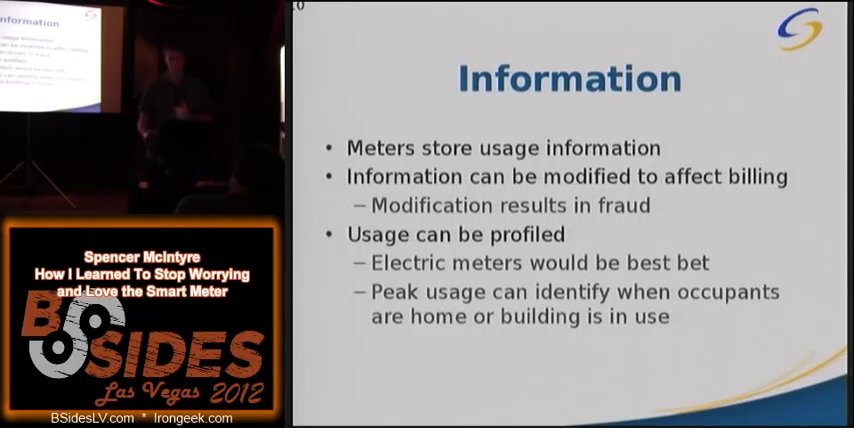 nformation
Spencer McIntyre
How I Learned To Stop Worrying
and Love the Smart Meter
BSIDES
Las Vegas 2012
BSidesLV.com * Irongeek.com
Information
• Meters store usage information
• Information can be modified to affect billing
– Modification results in fraud
• Usage can be profiled
– Electric meters would be best bet
– Peak usage can identify when occupants
are home or building is in use